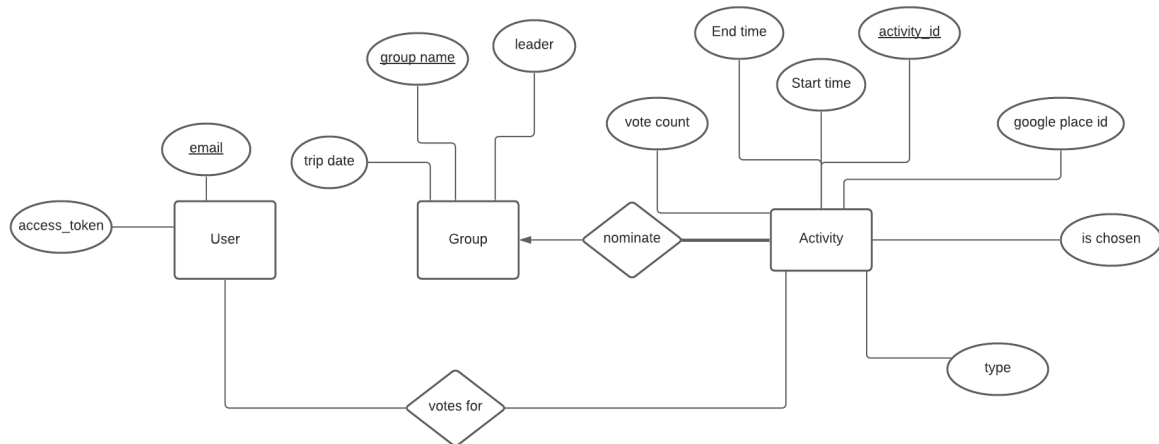 End time
activity_id
leader
group name
Start time
vote count
google place id
email
trip date
access_token
User
Group
nominate
Activity
is chosen
type
votes for